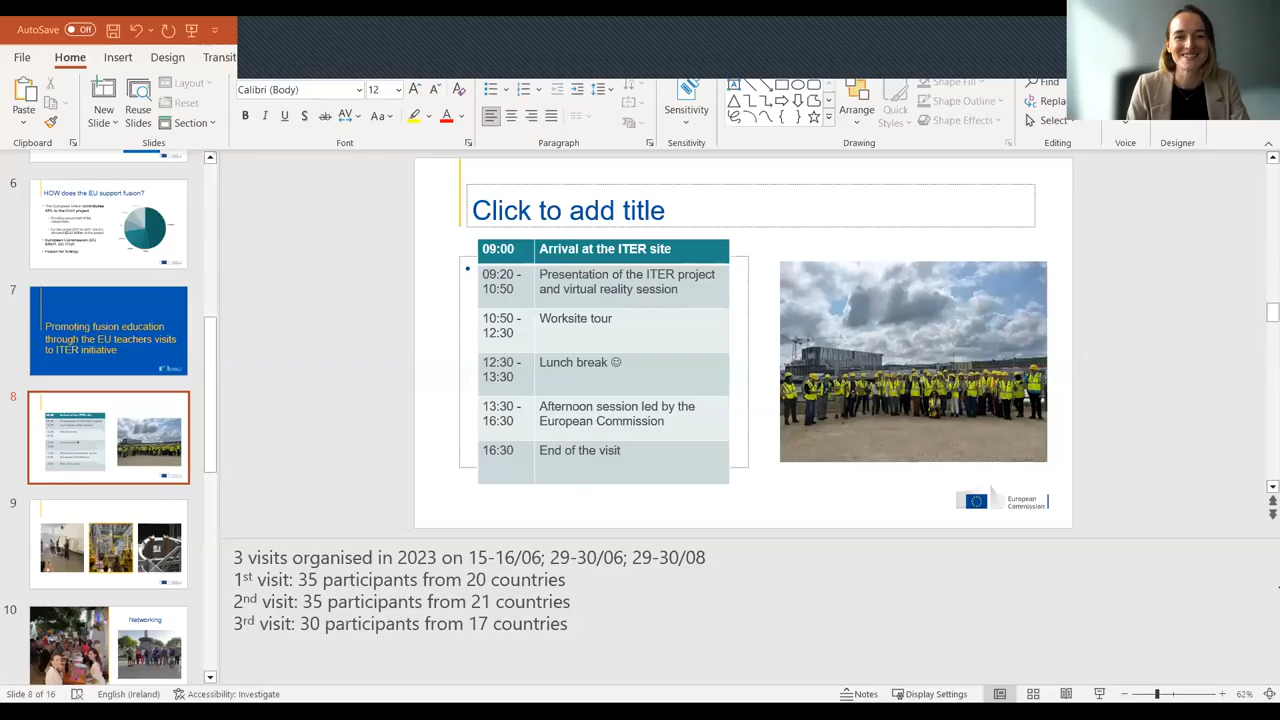 AutoSave Off
File Home Insert Design Transit
Paste
New
Slide
Reuse
Slides
Layout
Reset
Section
Calibri (Body) 12
B I U S ab AV Aa A
Sensitivity
Arrange
Quick
Styles
Shape Fill
Shape Outline
Shape Effects
Find
Repla
Select
Clipboard Slides Font Paragraph Sensitivity Drawing Editing Voice Designer
6
HOW does the EU support fusion?
7
Promoting fusion education
through the EU teachers visits
to ITER initiative
8
9
10
Networking
Click to add title
09:00 Arrival at the ITER site
09:20 - Presentation of the ITER project
10:50 and virtual reality session
10:50 - Worksite tour
12:30
12:30 - Lunch break ☺
13:30
13:30 - Afternoon session led by the
16:30 European Commission
16:30 End of the visit
European
Commission
3 visits organised in 2023 on 15-16/06; 29-30/06; 29-30/08
1st visit: 35 participants from 20 countries
2nd visit: 35 participants from 21 countries
3rd visit: 30 participants from 17 countries
Slide 8 of 16 English (Ireland) Accessibility: Investigate Notes Display Settings 62%